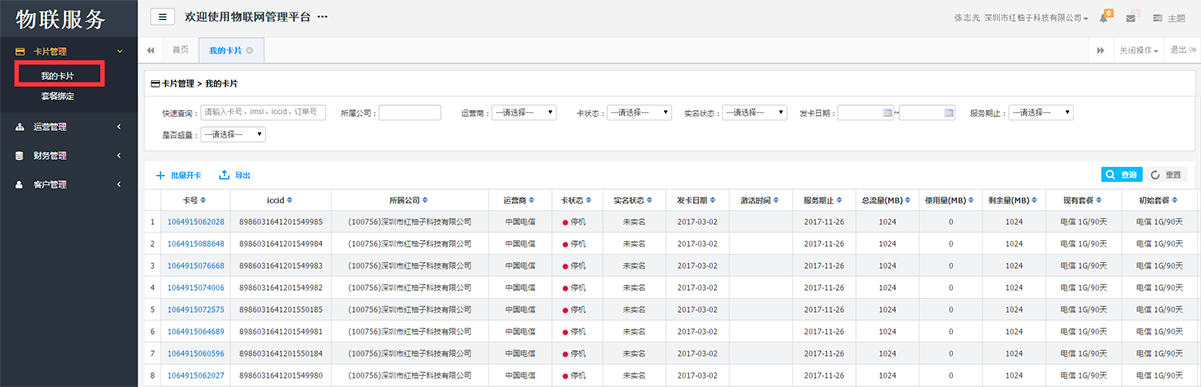 物联服务
欢迎使用物联网管理平台 ···
张志先 深圳市红柚子科技有限公司 0 主题
首页 我的卡片 关闭操作 退出
卡片管理
我的卡片
套餐绑定
运营管理
财务管理
客户管理
卡片管理 > 我的卡片
快速查询: 请输入卡号、imsi、iccid、订单号 所属公司: 运营商: ---请选择--- 卡状态: ---请选择--- 实名状态: ---请选择--- 发卡日期: ~ 服务期止: ---请选择---
是否超量: ---请选择---
批量开卡 导出 查询 重置
卡号 iccid 所属公司 运营商 卡状态 实名状态 发卡日期 激活时间 服务期止 总流量(MB) 使用量(MB) 剩余量(MB) 现有套餐 初始套餐
1 1064915062028 8986031641201549985 (100756)深圳市红柚子科技有限公司 中国电信 停机 未实名 2017-03-02 2017-11-26 1024 0 1024 电信 1G/90天 电信 1G/90天
2 1064915088648 8986031641201549984 (100756)深圳市红柚子科技有限公司 中国电信 停机 未实名 2017-03-02 2017-11-26 1024 0 1024 电信 1G/90天 电信 1G/90天
3 1064915076668 8986031641201549983 (100756)深圳市红柚子科技有限公司 中国电信 停机 未实名 2017-03-02 2017-11-26 1024 0 1024 电信 1G/90天 电信 1G/90天
4 1064915074006 8986031641201549982 (100756)深圳市红柚子科技有限公司 中国电信 停机 未实名 2017-03-02 2017-11-26 1024 0 1024 电信 1G/90天 电信 1G/90天
5 1064915072575 8986031641201550185 (100756)深圳市红柚子科技有限公司 中国电信 停机 未实名 2017-03-02 2017-11-26 1024 0 1024 电信 1G/90天 电信 1G/90天
6 1064915064689 8986031641201549981 (100756)深圳市红柚子科技有限公司 中国电信 停机 未实名 2017-03-02 2017-11-26 1024 0 1024 电信 1G/90天 电信 1G/90天
7 1064915060596 8986031641201550184 (100756)深圳市红柚子科技有限公司 中国电信 停机 未实名 2017-03-02 2017-11-26 1024 0 1024 电信 1G/90天 电信 1G/90天
8 1064915062027 8986031641201549980 (100756)深圳市红柚子科技有限公司 中国电信 停机 未实名 2017-03-02 2017-11-26 1024 0 1024 电信 1G/90天 电信 1G/90天